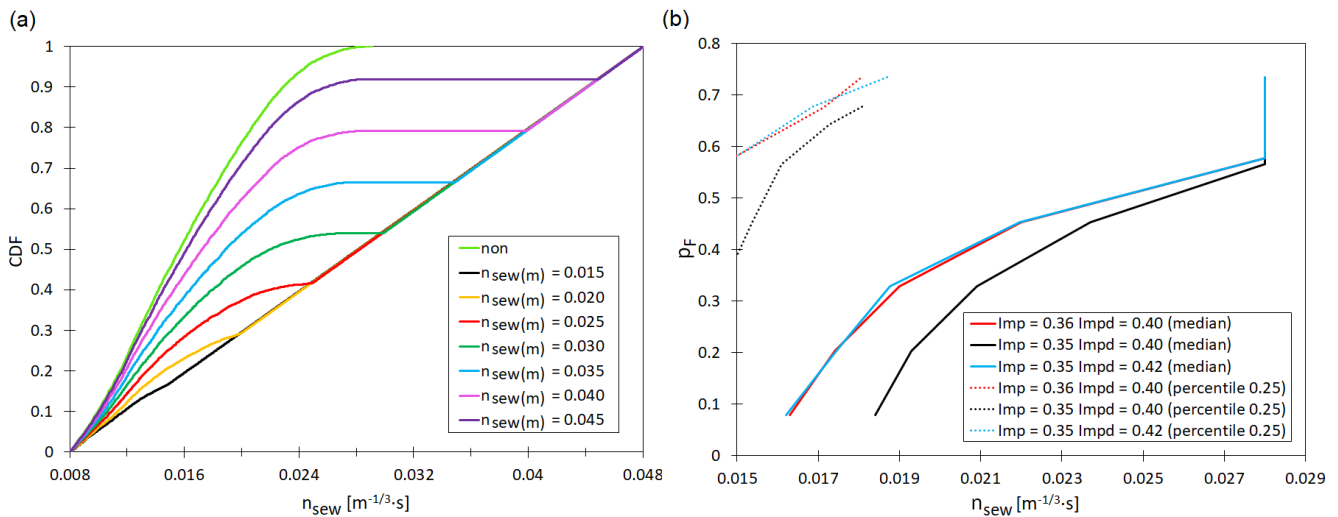 (a)
CDF
1
0.9
0.8
0.7
0.6
0.5
0.4
0.3
0.2
0.1
0
0.008
0.016
0.024
0.032
0.04
0.048
n_sew [m^-1/3·s]
non
n_sew(m) = 0.015
n_sew(m) = 0.020
n_sew(m) = 0.025
n_sew(m) = 0.030
n_sew(m) = 0.035
n_sew(m) = 0.040
n_sew(m) = 0.045
(b)
p_F
0.8
0.7
0.6
0.5
0.4
0.3
0.2
0.1
0
0.015
0.017
0.019
0.021
0.023
0.025
0.027
0.029
n_sew [m^-1/3·s]
Imp = 0.36 Impd = 0.40 (median)
Imp = 0.35 Impd = 0.40 (median)
Imp = 0.35 Impd = 0.42 (median)
Imp = 0.36 Impd = 0.40 (percentile 0.25)
Imp = 0.35 Impd = 0.40 (percentile 0.25)
Imp = 0.35 Impd = 0.42 (percentile 0.25)